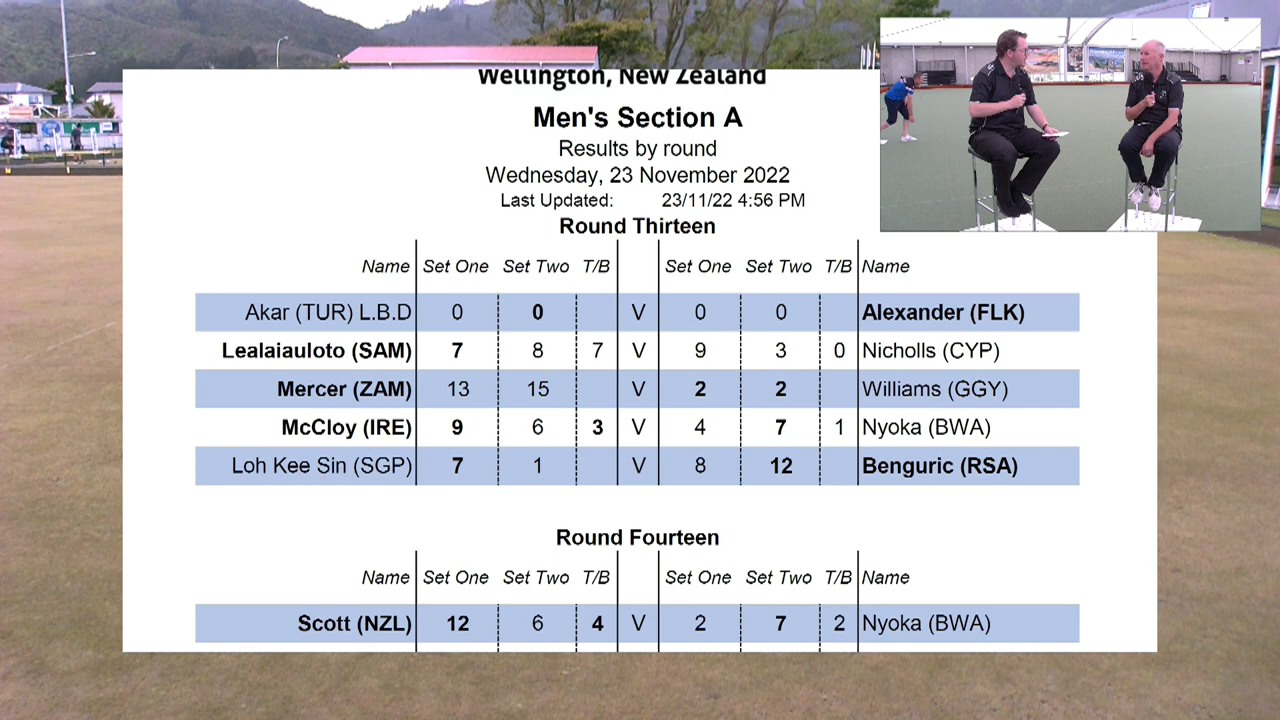 Wellington, New Zealand
Men's Section A
Results by round
Wednesday, 23 November 2022
Last Updated: 23/11/22 4:56 PM
Round Thirteen
Name Set One Set Two T/B Set One Set Two T/B Name
Akar (TUR) L.B.D 0 0 V 0 0 Alexander (FLK)
Lealaiauloto (SAM) 7 8 7 V 9 3 0 Nicholls (CYP)
Mercer (ZAM) 13 15 V 2 2 Williams (GGY)
McCloy (IRE) 9 6 3 V 4 7 1 Nyoka (BWA)
Loh Kee Sin (SGP) 7 1 V 8 12 Benguric (RSA)
Round Fourteen
Name Set One Set Two T/B Set One Set Two T/B Name
Scott (NZL) 12 6 4 V 2 7 2 Nyoka (BWA)